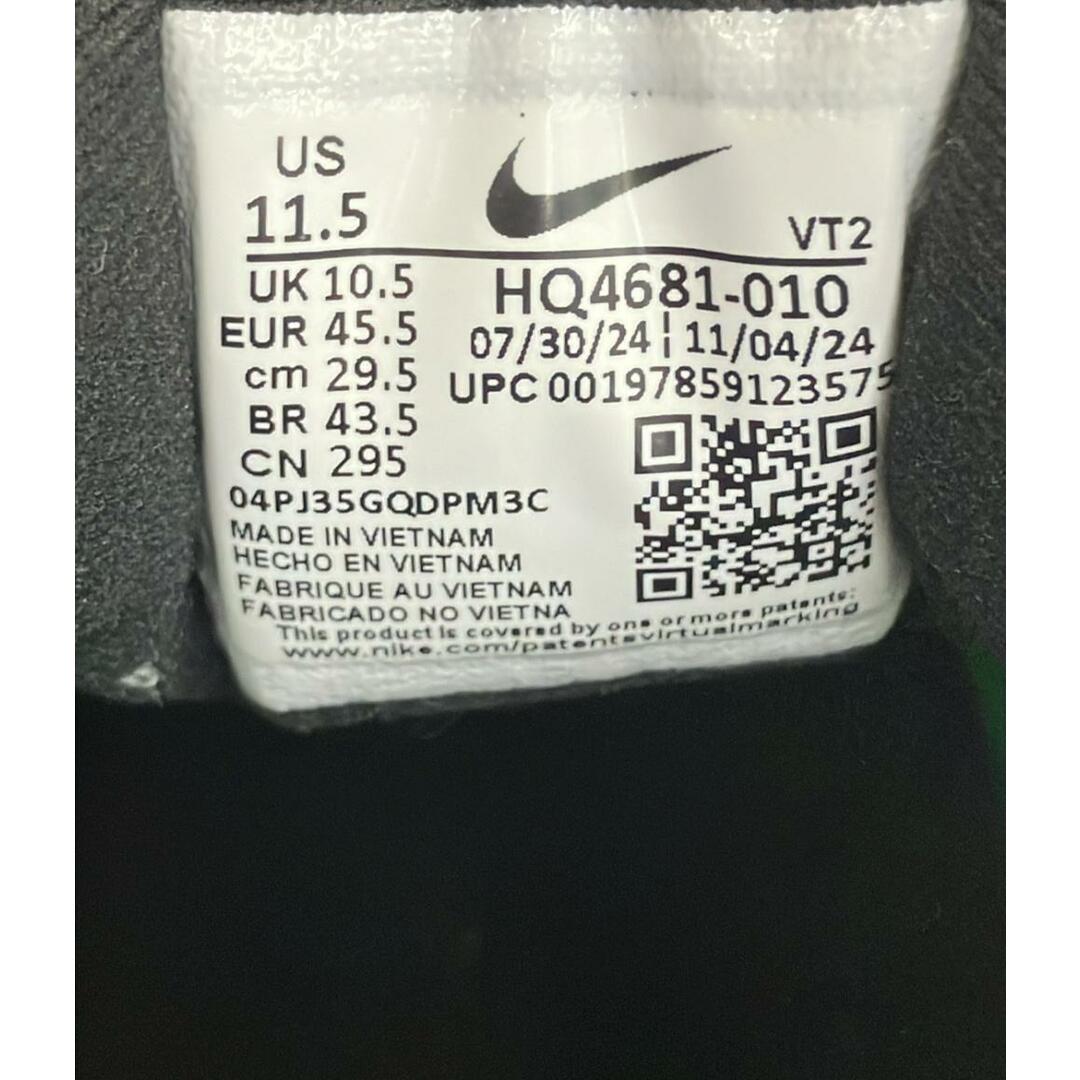 US
11.5
VT2
UK 10.5
HQ4681-010
EUR 45.5
07/30/24 ¦ 11/04/24
cm 29.5
UPC 00197859123575
BR 43.5
CN 295
04PJ35GQDPM3C
MADE IN VIETNAM
HECHO EN VIETNAM
FABRIQUE AU VIETNAM
FABRICADO NO VIETNA
This product is covered by one or more patents:
www.nike.com/patentsvirtualmarking